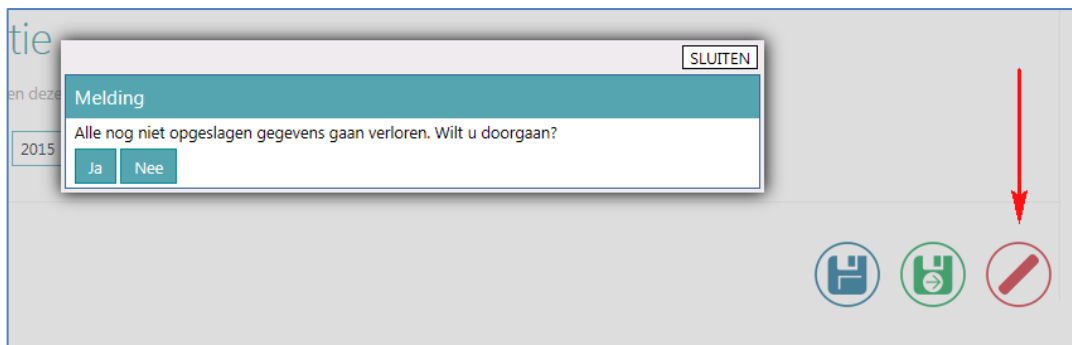 tie
SLUITEN
en deze
Melding
Alle nog niet opgeslagen gegevens gaan verloren. Wilt u doorgaan?
2015
Ja Nee